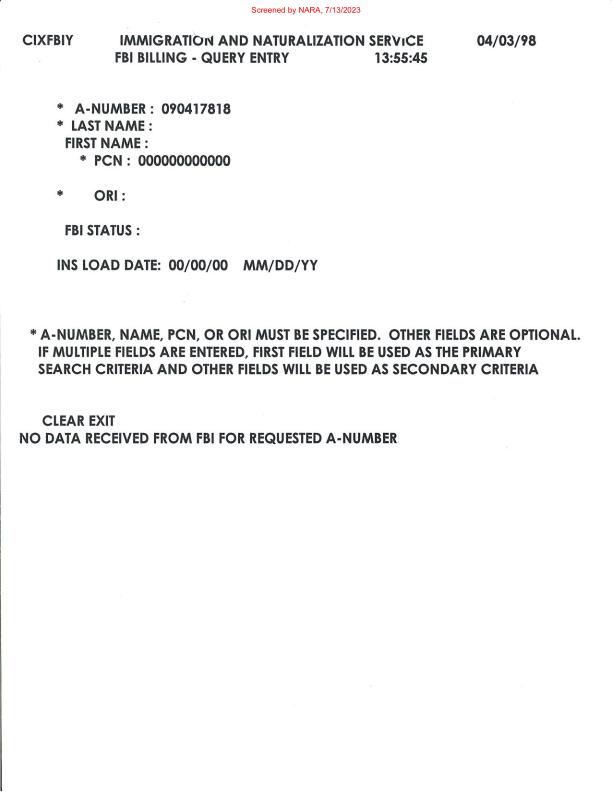 Screened by NARA, 7/13/2023
CIXFBIY IMMIGRATION AND NATURALIZATION SERVICE 04/03/98
FBI BILLING - QUERY ENTRY 13:55:45
* A-NUMBER : 090417818
* LAST NAME :
FIRST NAME :
* PCN : 000000000000
* ORI :
FBI STATUS :
INS LOAD DATE: 00/00/00 MM/DD/YY
* A-NUMBER, NAME, PCN, OR ORI MUST BE SPECIFIED. OTHER FIELDS ARE OPTIONAL.
IF MULTIPLE FIELDS ARE ENTERED, FIRST FIELD WILL BE USED AS THE PRIMARY
SEARCH CRITERIA AND OTHER FIELDS WILL BE USED AS SECONDARY CRITERIA
CLEAR EXIT
NO DATA RECEIVED FROM FBI FOR REQUESTED A-NUMBER